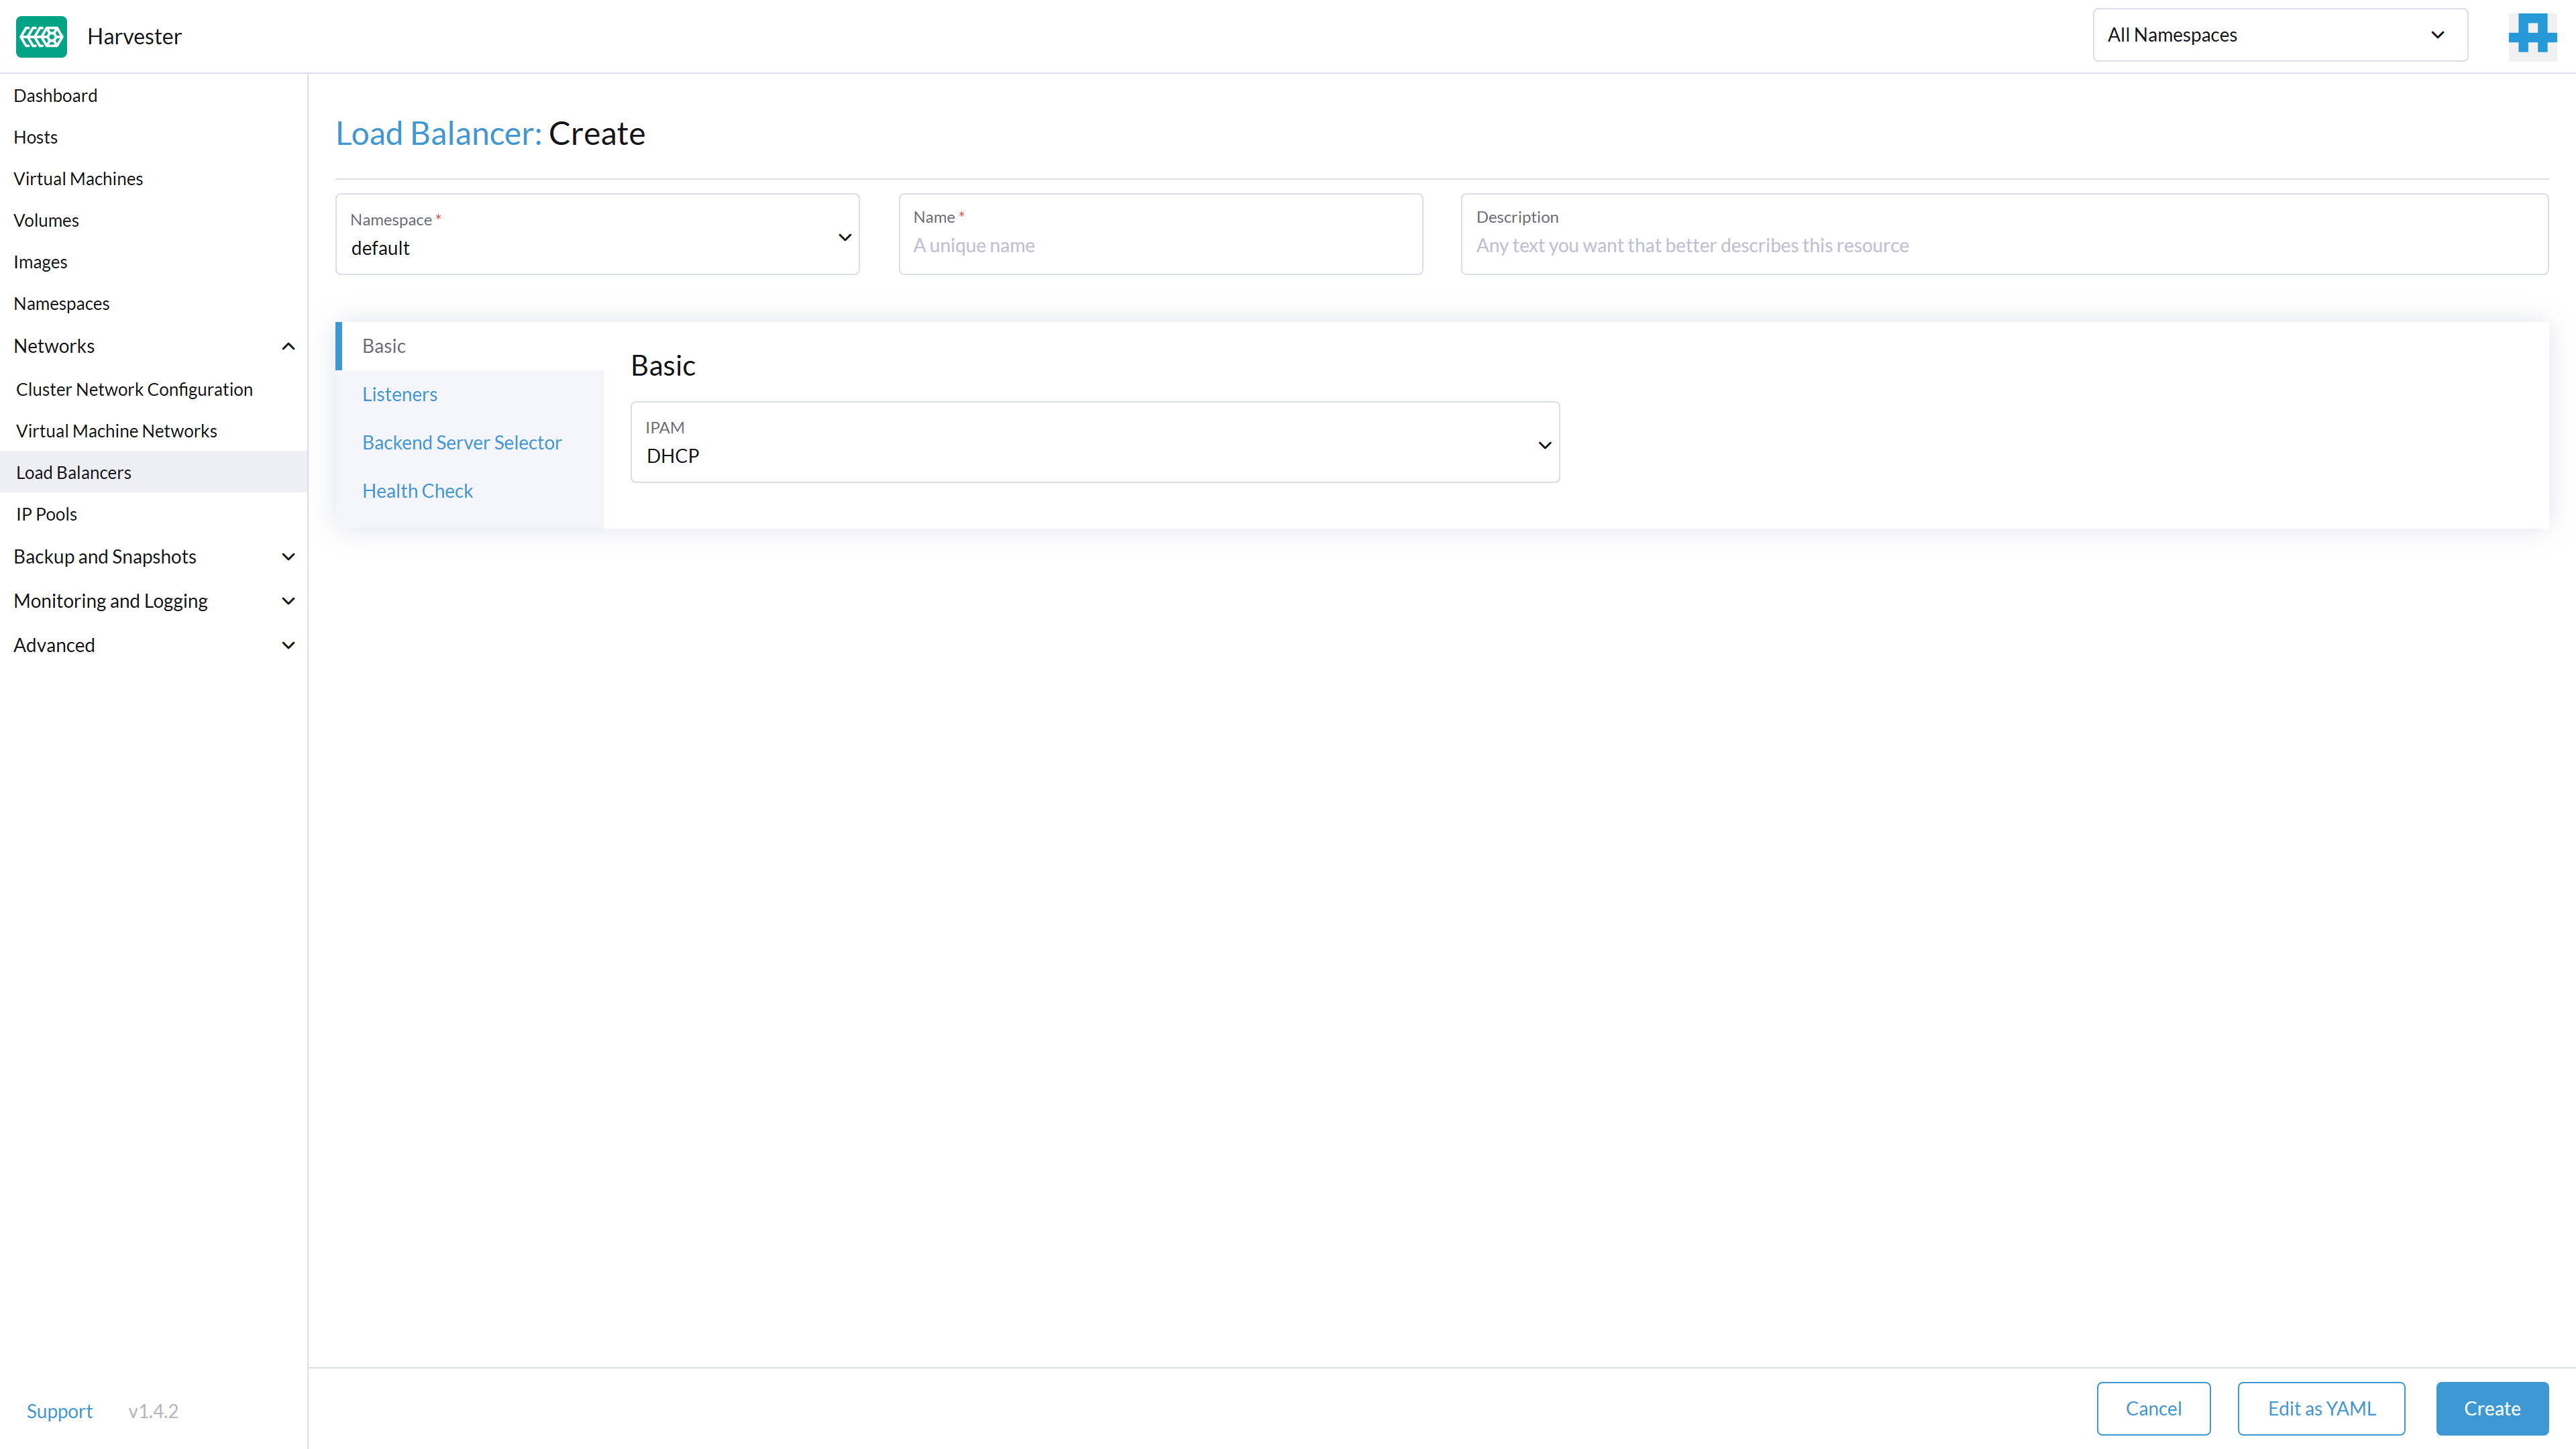 Harvester
All Namespaces
Dashboard
Hosts
Virtual Machines
Volumes
Images
Namespaces
Networks
Cluster Network Configuration
Virtual Machine Networks
Load Balancers
IP Pools
Backup and Snapshots
Monitoring and Logging
Advanced
Support v1.4.2
Load Balancer: Create
Namespace *
default
Name *
A unique name
Description
Any text you want that better describes this resource
Basic
Listeners
Backend Server Selector
Health Check
Basic
IPAM
DHCP
Cancel
Edit as YAML
Create